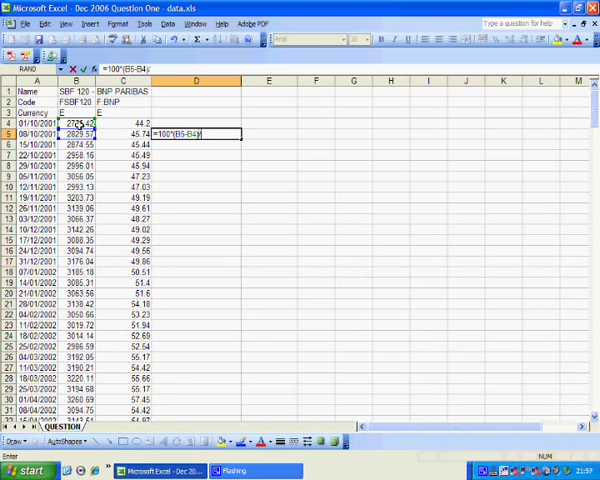 Microsoft Excel - Dec 2006 Question One - data.xls
File Edit View Insert Format Tools Data Window Help Adobe PDF
Type a question for help
Arial
RAND =100*(B5-B4)/
A B C D E F G H I J K L M
1 Name SBF 120 - BNP PARIBAS
2 Code FSBF120 F:BNP
3 Currency E E
4 01/10/2001 44.2
5 08/10/2001 2829.57 45.74 =100*(B5-B4)/
6 15/10/2001 2874.55 45.44
7 22/10/2001 2958.16 45.49
8 29/10/2001 2996.01 45.94
9 05/11/2001 3056.05 47.23
10 12/11/2001 2993.13 47.03
11 19/11/2001 3203.73 49.19
12 26/11/2001 3139.06 49.61
13 03/12/2001 3066.37 48.27
14 10/12/2001 3142.26 49.02
15 17/12/2001 3088.35 49.29
16 24/12/2001 3094.74 49.56
17 31/12/2001 3176.04 49.86
18 07/01/2002 3185.18 50.51
19 14/01/2002 3085.31 51.4
20 21/01/2002 3063.56 51.6
21 28/01/2002 3138.42 54.18
22 04/02/2002 3050.66 53.23
23 11/02/2002 3019.72 51.94
24 18/02/2002 3014.14 52.69
25 25/02/2002 2986.59 52.54
26 04/03/2002 3192.05 55.17
27 11/03/2002 3190.21 54.42
28 18/03/2002 3220.11 55.66
29 25/03/2002 3194.68 55.17
30 01/04/2002 3260.69 57.45
31 08/04/2002 3094.75 54.42
QUESTION
Draw AutoShapes
Enter NUM
start Microsoft Excel - Dec 20... Flashing 21:57